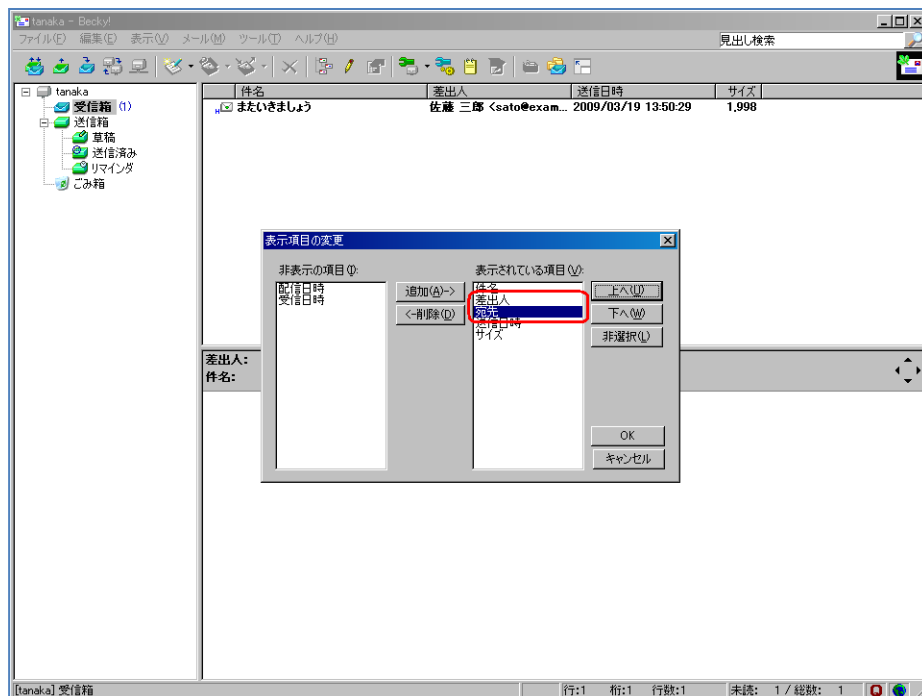 tanaka - Becky!
ファイル(F) 編集(E) 表示(V) メール(M) ツール(T) ヘルプ(H)
見出し検索
tanaka
受信箱 (1)
送信箱
草稿
送信済み
リマインダ
ごみ箱
件名 差出人 送信日時 サイズ
またいきましょう 佐藤 三郎 <sato@exam... 2009/03/19 13:50:29 1,998
表示項目の変更
非表示の項目(I): 表示されている項目(V):
配信日時
受信日時
追加(A)->
<-削除(D)
件名
差出人
宛先
送信日時
サイズ
上へ(U)
下へ(W)
非選択(L)
OK
キャンセル
差出人:
件名:
[tanaka] 受信箱 行:1 桁:1 行数:1 未読: 1 / 総数: 1